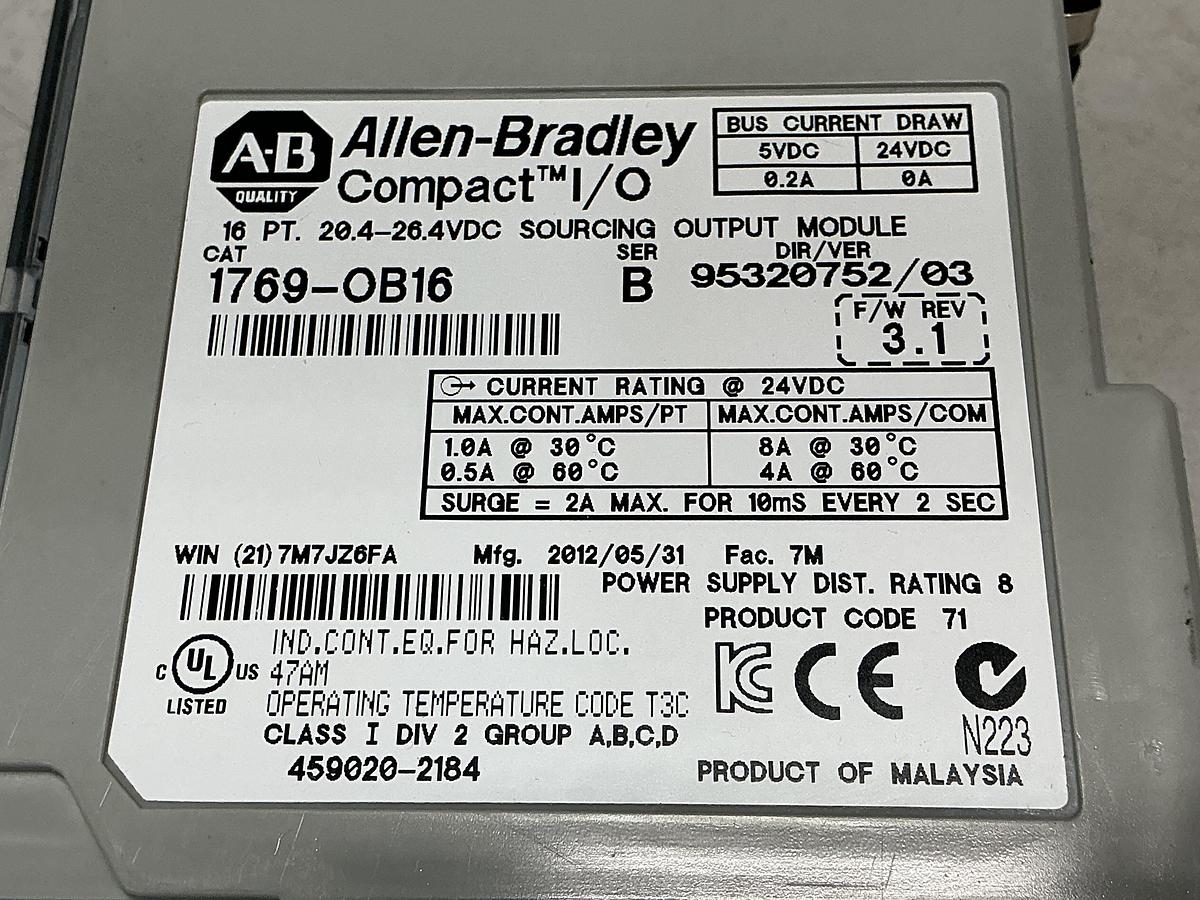 A-B
QUALITY
Allen-Bradley
Compact™ I/O
BUS CURRENT DRAW
5VDC 24VDC
0.2A 0A
16 PT. 20.4-26.4VDC SOURCING OUTPUT MODULE
CAT SER DIR/VER
1769-OB16 B 95320752/03
F/W REV
3.1
CURRENT RATING @ 24VDC
MAX.CONT.AMPS/PT MAX.CONT.AMPS/COM
1.0A @ 30°C 8A @ 30°C
0.5A @ 60°C 4A @ 60°C
SURGE = 2A MAX. FOR 10mS EVERY 2 SEC
WIN (21)7M7JZ6FA Mfg. 2012/05/31 Fac. 7M
POWER SUPPLY DIST. RATING 8
PRODUCT CODE 71
C UL US
LISTED
IND.CONT.EQ.FOR HAZ.LOC.
47AM
OPERATING TEMPERATURE CODE T3C
CLASS I DIV 2 GROUP A,B,C,D
459020-2184
KC CE
N223
PRODUCT OF MALAYSIA